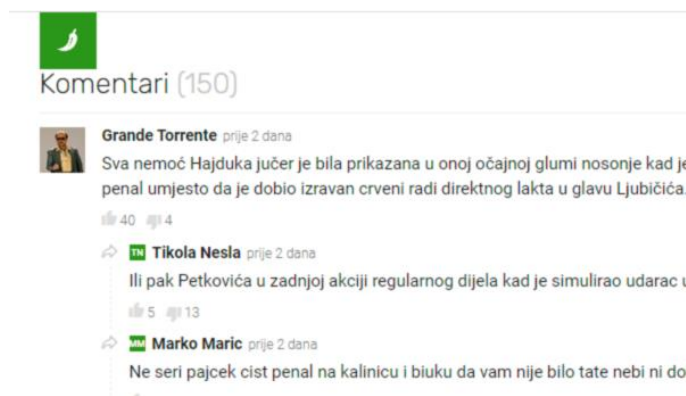 Komentari (150)
Grande Torrente prije 2 dana
Sva nemoć Hajduka jučer je bila prikazana u onoj očajnoj glumi nosonje kad je
penal umjesto da je dobio izravan crveni radi direktnog lakta u glavu Ljubičića.
40 4
TN Tikola Nesla prije 2 dana
Ili pak Petkovića u zadnjoj akciji regularnog dijela kad je simulirao udarac u
5 13
MM Marko Maric prije 2 dana
Ne seri pajcek cist penal na kalinicu i biuku da vam nije bilo tate nebi ni do